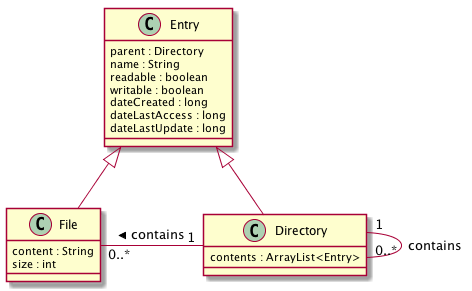 C Entry
parent : Directory
name : String
readable : boolean
writable : boolean
dateCreated : long
dateLastAccess : long
dateLastUpdate : long
C File
content : String
size : int
◄ contains
1
0..*
C Directory
contents : ArrayList<Entry>
1
0..*
contains